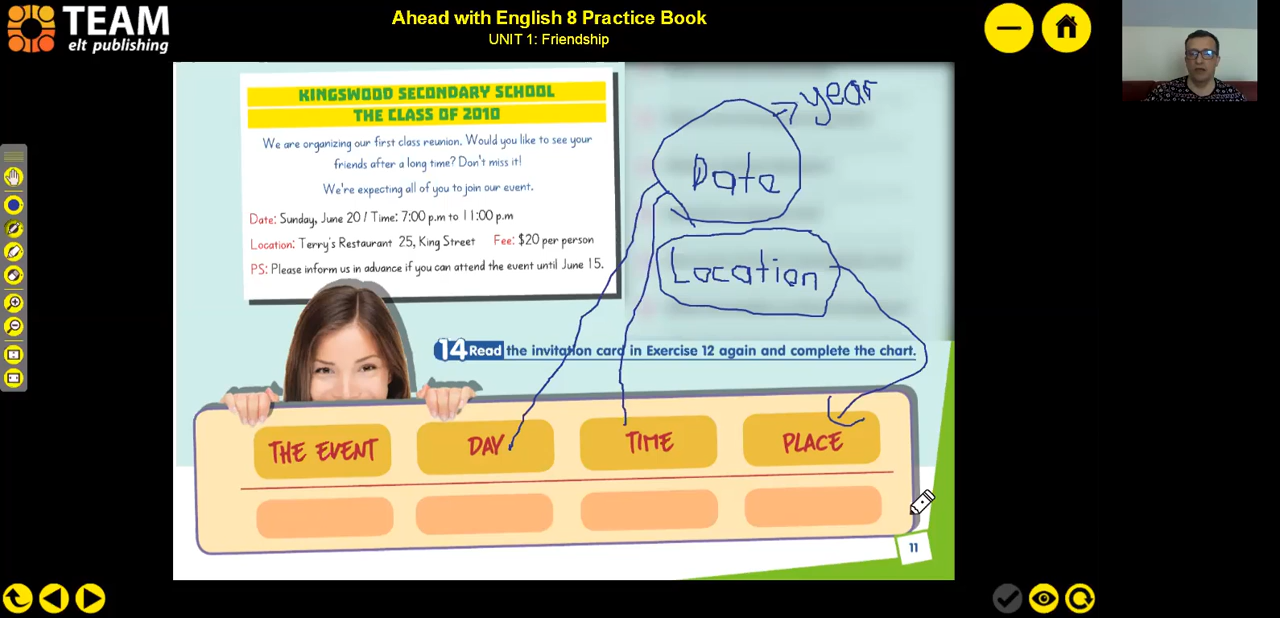 TEAM
elt publishing
Ahead with English 8 Practice Book
UNIT 1: Friendship
KINGSWOOD SECONDARY SCHOOL
THE CLASS OF 2010
We are organizing our first class reunion. Would you like to see your
friends after a long time? Don't miss it!
We're expecting all of you to join our event.
Date: Sunday, June 20 / Time: 7:00 p.m to 11:00 p.m
Location: Terry's Restaurant 25, King Street Fee: $20 per person
PS: Please inform us in advance if you can attend the event until June 15.
year
Date
Location
14 Read the invitation card in Exercise 12 again and complete the chart.
THE EVENT DAY TIME PLACE
11